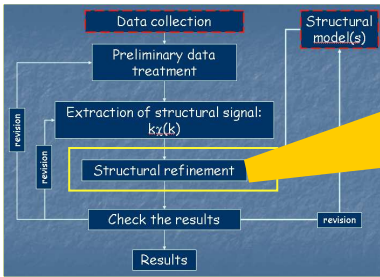 Data collection
Structural
model(s)
Preliminary data
treatment
Extraction of structural signal:
kχ(k)
revision
revision
Structural refinement
Check the results
revision
Results